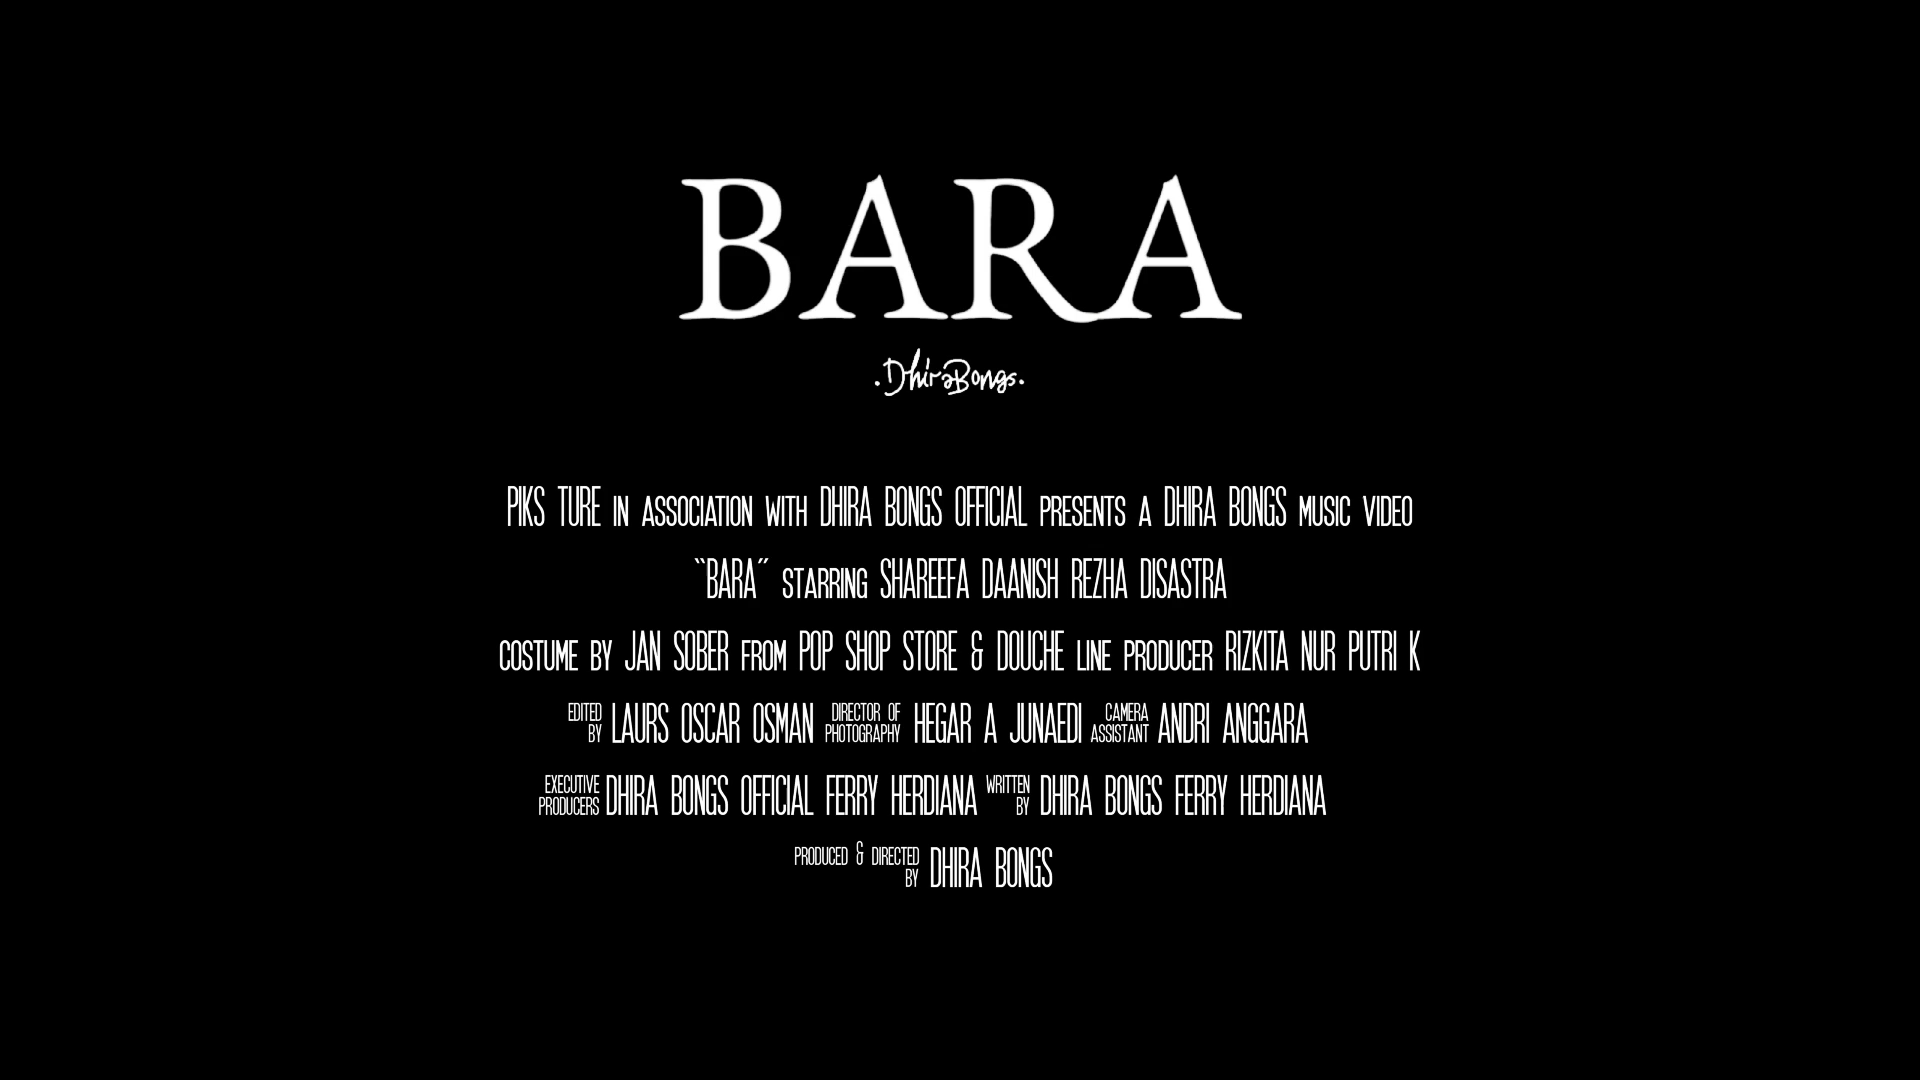 BARA
.DhiraBongs.
PIKS TURE IN ASSOCIATION WITH DHIRA BONGS OFFICIAL PRESENTS A DHIRA BONGS MUSIC VIDEO
“BARA” STARRING SHAREEFA DAANISH REZHA DISASTRA
COSTUME BY JAN SOBER FROM POP SHOP STORE & DOUCHE LINE PRODUCER RIZKITA NUR PUTRI K
EDITED BY LAURS OSCAR OSMAN DIRECTOR OF PHOTOGRAPHY HEGAR A JUNAEDI CAMERA ASSISTANT ANDRI ANGGARA
EXECUTIVE PRODUCERS DHIRA BONGS OFFICIAL FERRY HERDIANA WRITTEN BY DHIRA BONGS FERRY HERDIANA
PRODUCED & DIRECTED BY DHIRA BONGS